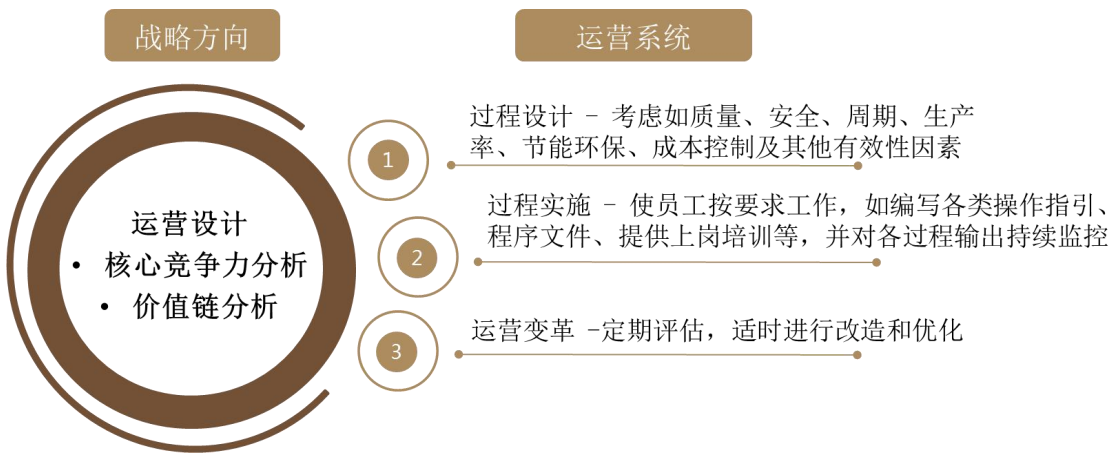 战略方向
运营系统
运营设计
• 核心竞争力分析
• 价值链分析
1
过程设计 – 考虑如质量、安全、周期、生产
率、节能环保、成本控制及其他有效性因素
2
过程实施 – 使员工按要求工作，如编写各类操作指引、
程序文件、提供上岗培训等，并对各过程输出持续监控
3
运营变革 –定期评估，适时进行改造和优化